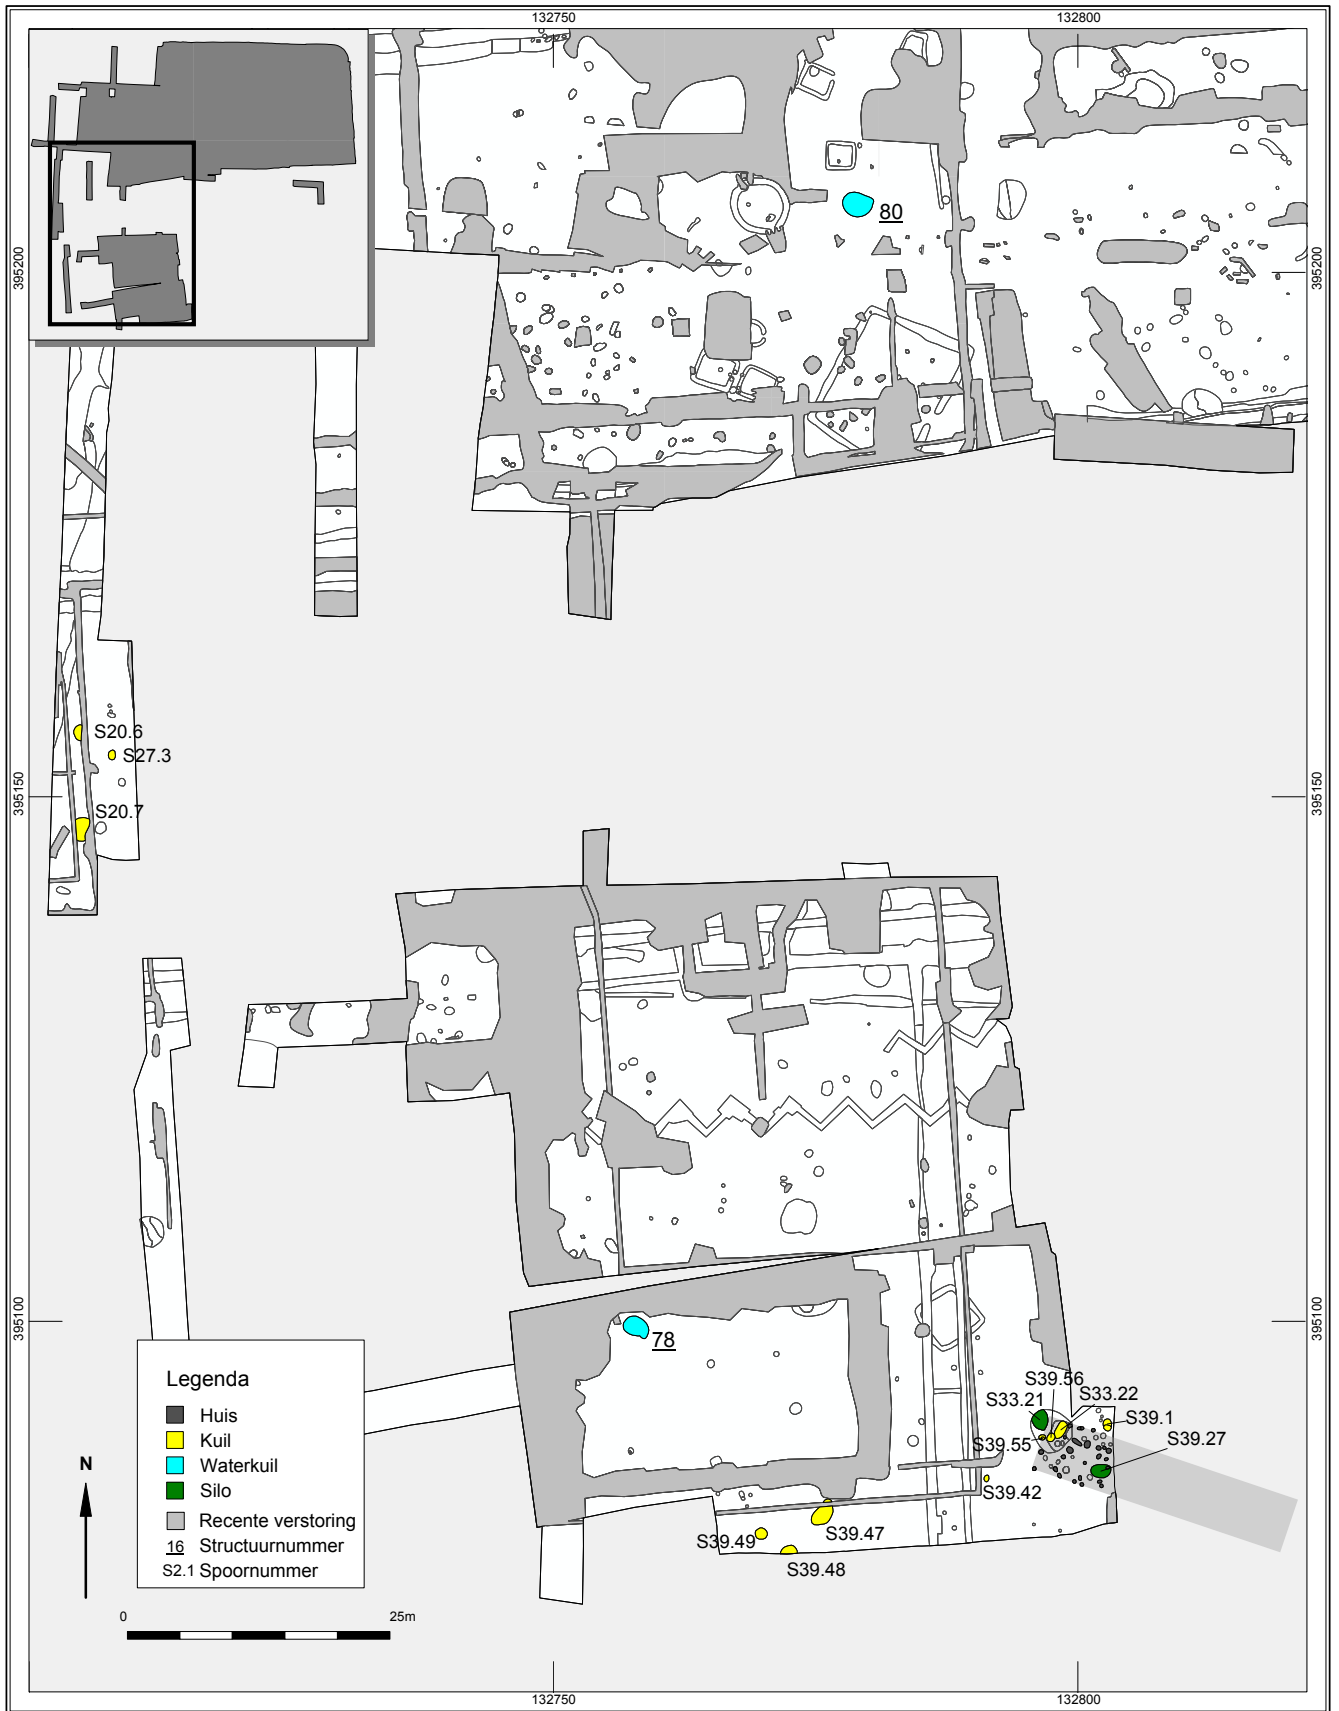 132750
132800
80
395200
395200
S20.6
S27.3
395150
395150
S20.7
395100
395100
78
Legenda
Huis
Kuil
Waterkuil
Silo
Recente verstoring
16 Structuurnummer
S2.1 Spoornummer
N
0
25m
S39.56
S33.21
S33.22
S39.1
S39.55
S39.27
S39.42
S39.49
S39.47
S39.48
132750
132800